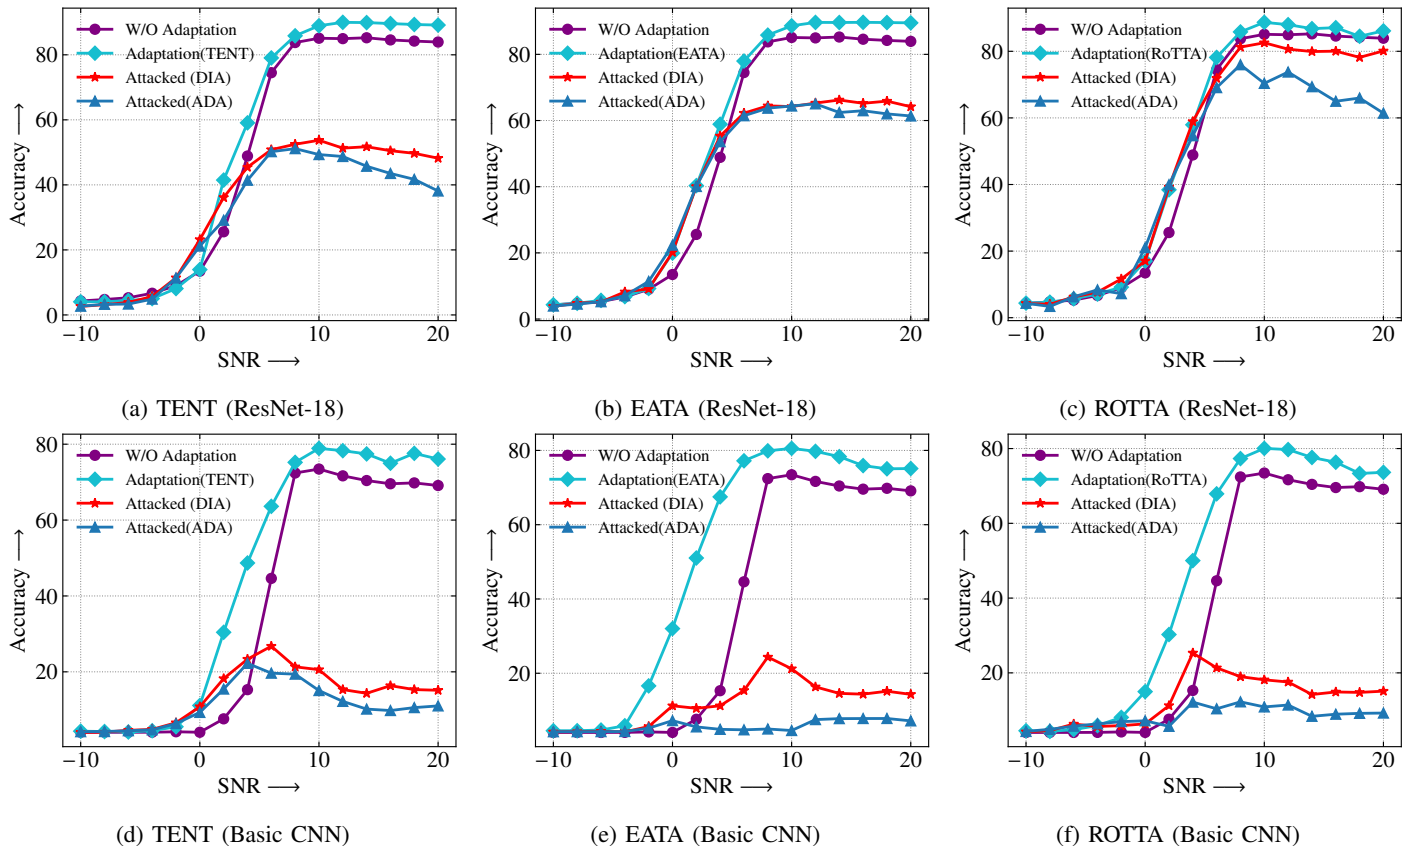 W/O Adaptation
Adaptation(TENT)
Attacked (DIA)
Attacked(ADA)
Accuracy ⟶
80
60
40
20
0
−10 0 10 20
SNR ⟶
(a) TENT (ResNet-18)
W/O Adaptation
Adaptation(EATA)
Attacked (DIA)
Attacked(ADA)
Accuracy ⟶
80
60
40
20
0
−10 0 10 20
SNR ⟶
(b) EATA (ResNet-18)
W/O Adaptation
Adaptation(RoTTA)
Attacked (DIA)
Attacked(ADA)
Accuracy ⟶
80
60
40
20
0
−10 0 10 20
SNR ⟶
(c) ROTTA (ResNet-18)
W/O Adaptation
Adaptation(TENT)
Attacked (DIA)
Attacked(ADA)
Accuracy ⟶
80
60
40
20
−10 0 10 20
SNR ⟶
(d) TENT (Basic CNN)
W/O Adaptation
Adaptation(EATA)
Attacked (DIA)
Attacked(ADA)
Accuracy ⟶
80
60
40
20
−10 0 10 20
SNR ⟶
(e) EATA (Basic CNN)
W/O Adaptation
Adaptation(RoTTA)
Attacked (DIA)
Attacked(ADA)
Accuracy ⟶
80
60
40
20
−10 0 10 20
SNR ⟶
(f) ROTTA (Basic CNN)